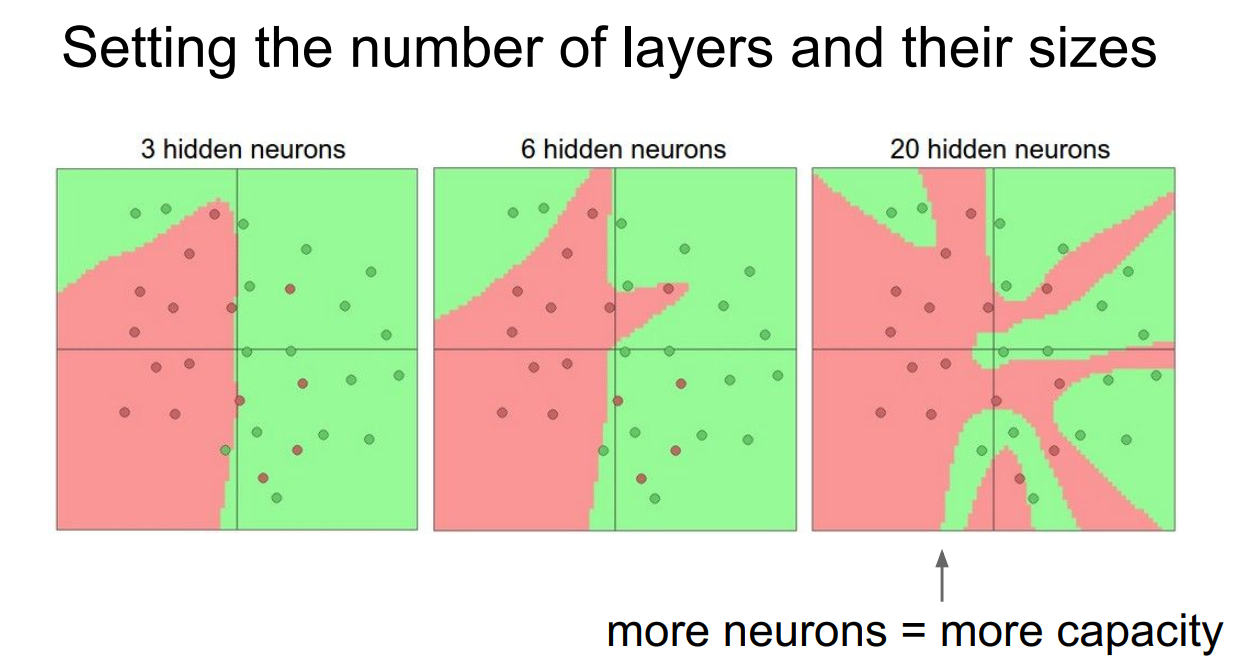 Setting the number of layers and their sizes
3 hidden neurons
6 hidden neurons
20 hidden neurons
more neurons = more capacity